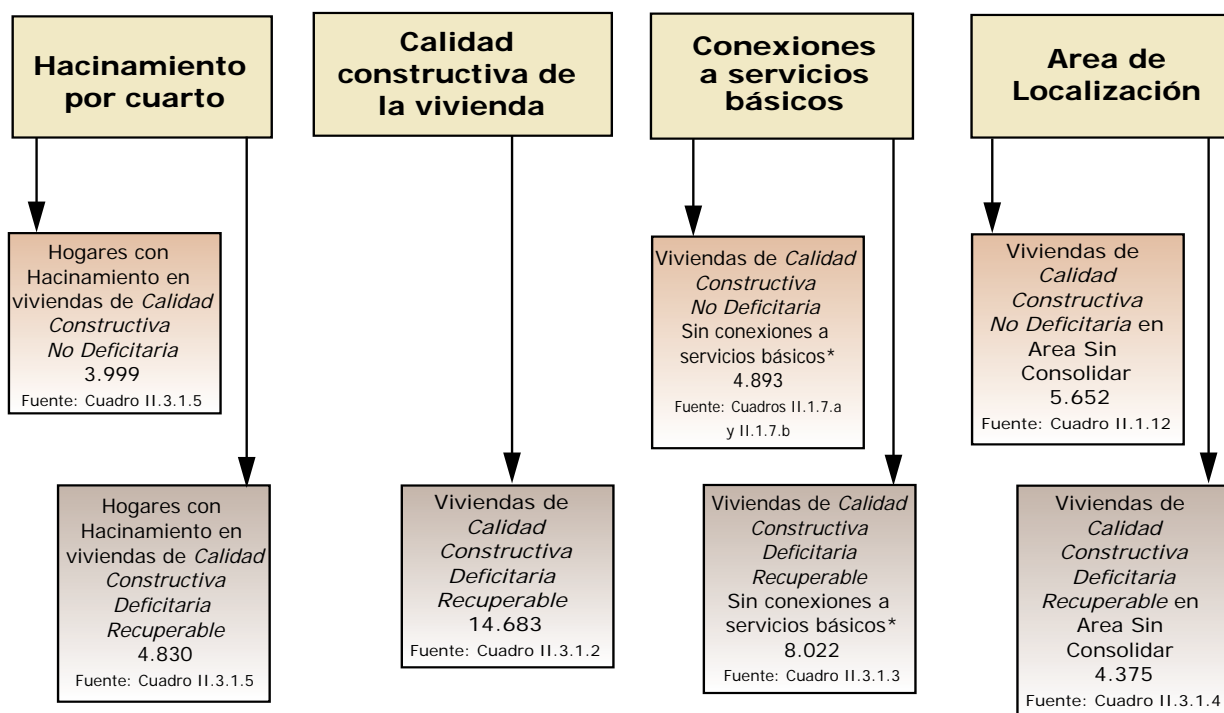 Hacinamiento
por cuarto
Calidad
constructiva de
la vivienda
Conexiones
a servicios
básicos
Area de
Localización
Hogares con
Hacinamiento en
viviendas de Calidad
Constructiva
No Deficitaria
3.999
Fuente: Cuadro II.3.1.5
Viviendas de Calidad
Constructiva
No Deficitaria
Sin conexiones a
servicios básicos*
4.893
Fuente: Cuadros II.1.7.a
y II.1.7.b
Viviendas de
Calidad
Constructiva
No Deficitaria en
Area Sin
Consolidar
5.652
Fuente: Cuadro II.1.12
Hogares con
Hacinamiento en
viviendas de Calidad
Constructiva
Deficitaria
Recuperable
4.830
Fuente: Cuadro II.3.1.5
Viviendas de
Calidad
Constructiva
Deficitaria
Recuperable
14.683
Fuente: Cuadro II.3.1.2
Viviendas de Calidad
Constructiva
Deficitaria
Recuperable
Sin conexiones a
servicios básicos*
8.022
Fuente: Cuadro II.3.1.3
Viviendas de
Calidad
Constructiva
Deficitaria
Recuperable en
Area Sin
Consolidar
4.375
Fuente: Cuadro II.3.1.4